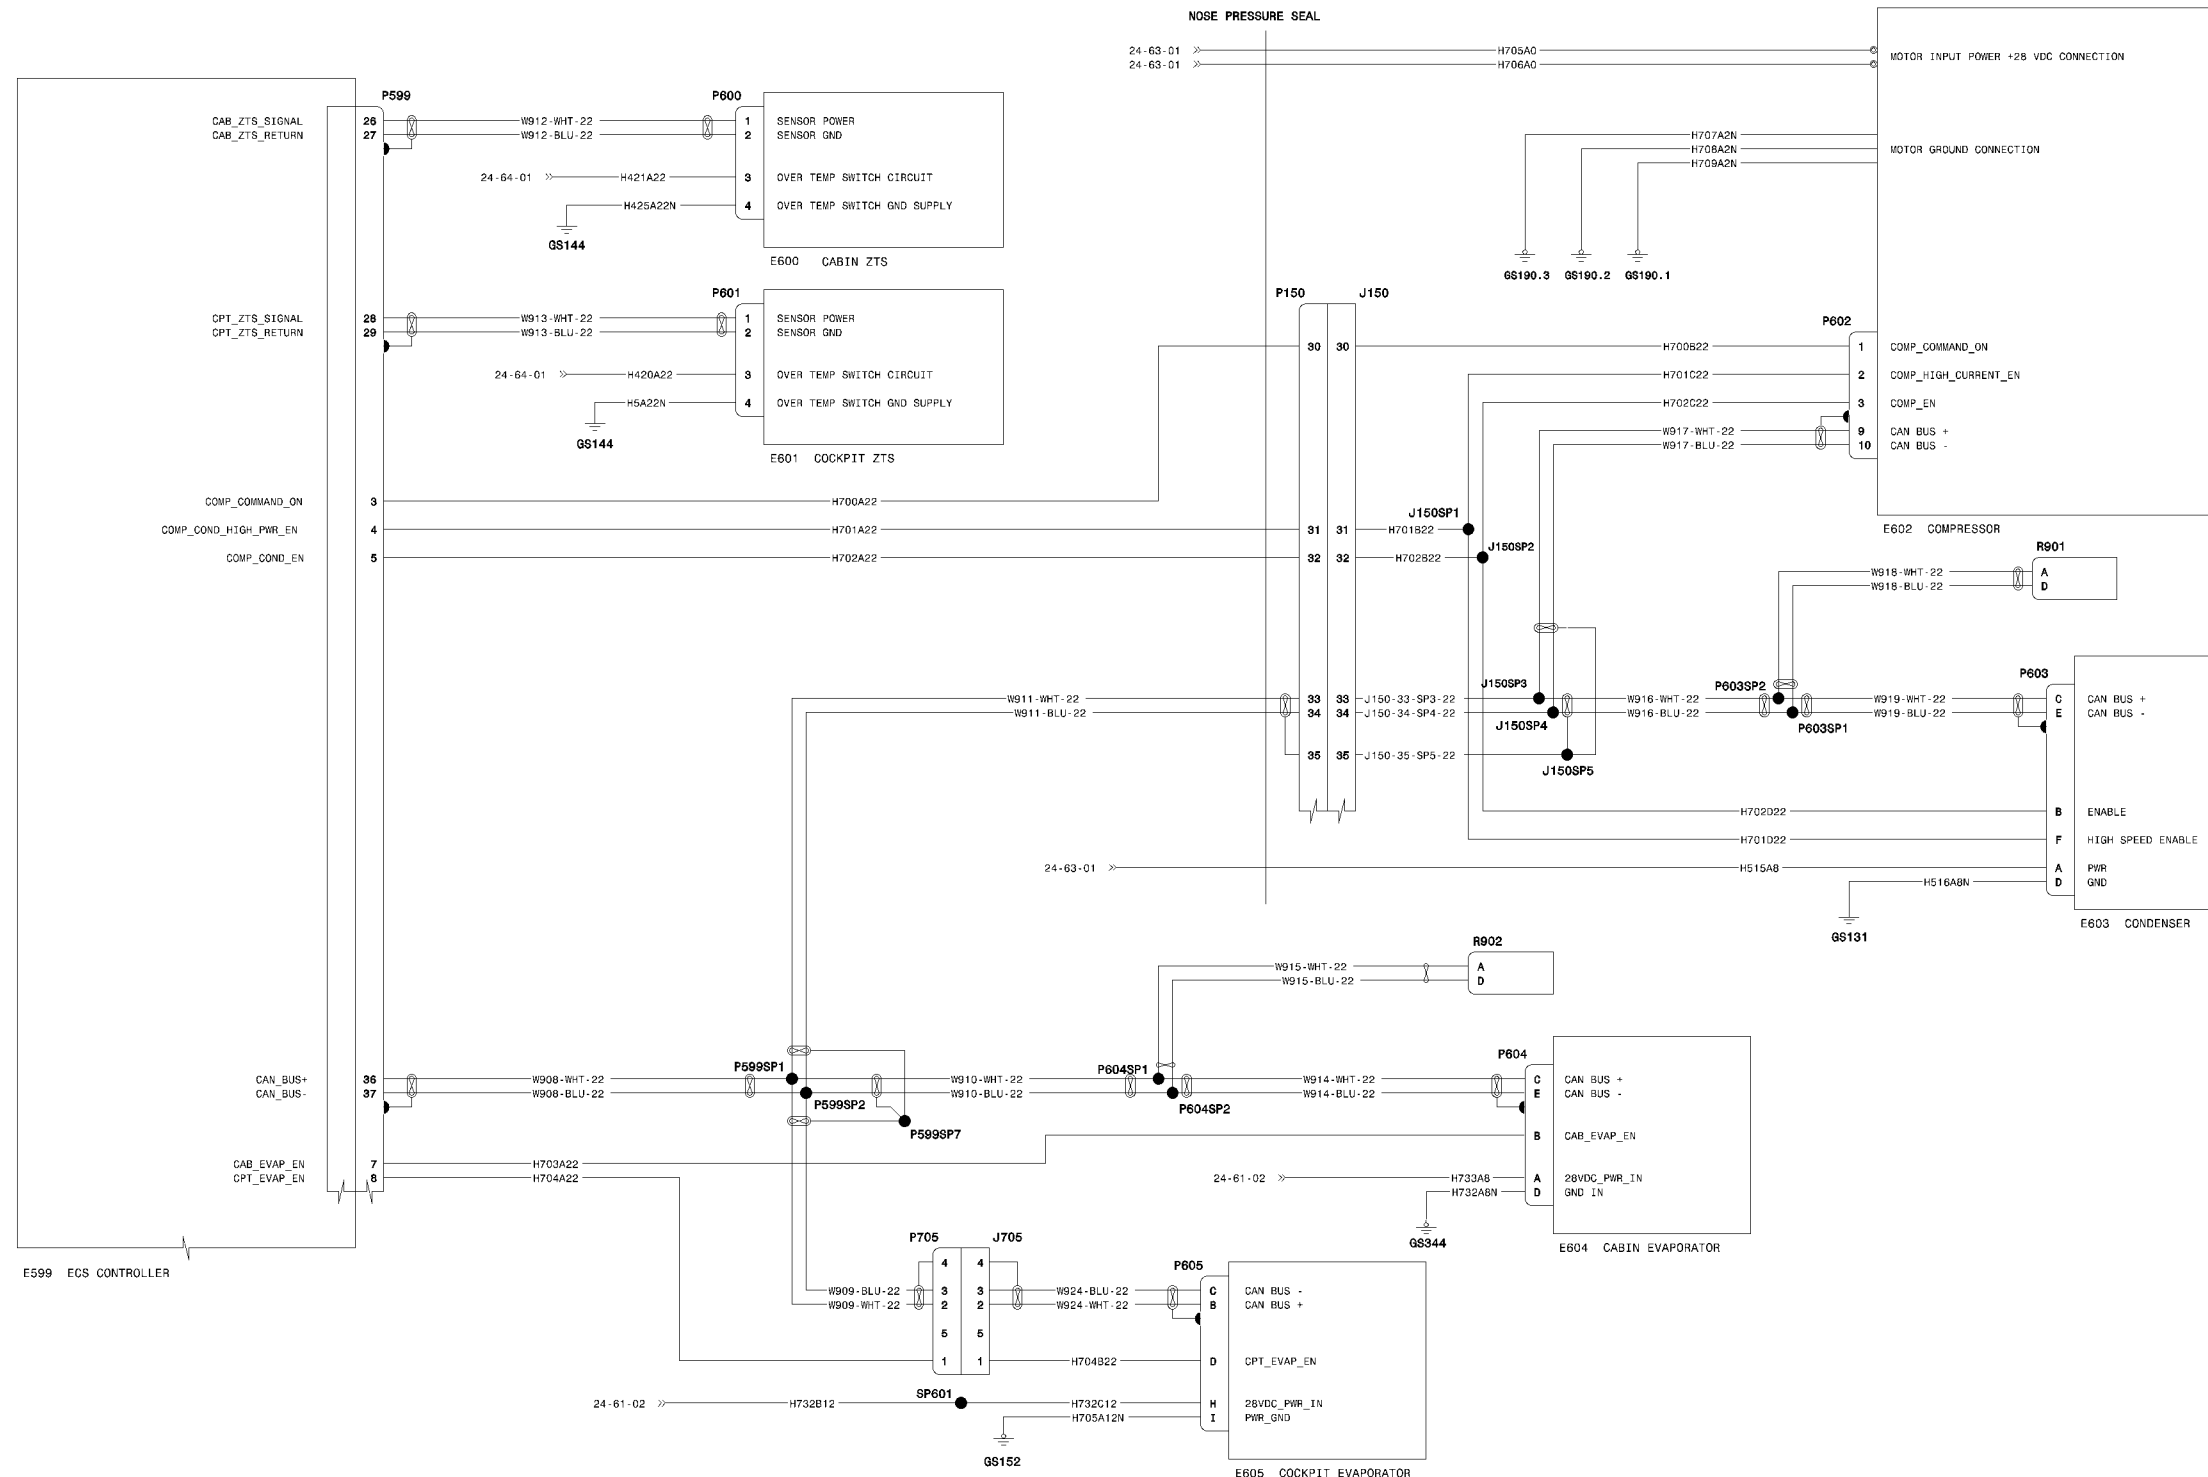 NOSE PRESSURE SEAL
24-63-01 H705A0
24-63-01 H706A0
MOTOR INPUT POWER +28 VDC CONNECTION
H707A2N
H708A2N MOTOR GROUND CONNECTION
H709A2N
GS190.3 GS190.2 GS190.1
P599 P600
CAB_ZTS_SIGNAL 26 W912-WHT-22 1 SENSOR POWER
CAB_ZTS_RETURN 27 W912-BLU-22 2 SENSOR GND
24-64-01 H421A22 3 OVER TEMP SWITCH CIRCUIT
H425A22N 4 OVER TEMP SWITCH GND SUPPLY
GS144
E600 CABIN ZTS
P601
CPT_ZTS_SIGNAL 28 W913-WHT-22 1 SENSOR POWER
CPT_ZTS_RETURN 29 W913-BLU-22 2 SENSOR GND
24-64-01 H420A22 3 OVER TEMP SWITCH CIRCUIT
H5A22N 4 OVER TEMP SWITCH GND SUPPLY
GS144
E601 COCKPIT ZTS
P150 J150
P602
30 30 H700B22 1 COMP_COMMAND_ON
H701C22 2 COMP_HIGH_CURRENT_EN
H702C22 3 COMP_EN
W917-WHT-22 9 CAN BUS +
W917-BLU-22 10 CAN BUS -
E602 COMPRESSOR
COMP_COMMAND_ON 3 H700A22
J150SP1
COMP_COND_HIGH_PWR_EN 4 H701A22 31 31 H701B22
J150SP2
COMP_COND_EN 5 H702A22 32 32 H702B22
R901
W918-WHT-22 A
W918-BLU-22 D
J150SP3 P603SP2 P603
W911-WHT-22 33 33 J150-33-SP3-22 W916-WHT-22 W919-WHT-22 C CAN BUS +
W911-BLU-22 34 34 J150-34-SP4-22 W916-BLU-22 W919-BLU-22 E CAN BUS -
J150SP4 P603SP1
35 35 J150-35-SP5-22
J150SP5
H702D22 B ENABLE
H701D22 F HIGH SPEED ENABLE
24-63-01 H515A8 A PWR
H516A8N D GND
GS131
E603 CONDENSER
R902
W915-WHT-22 A
W915-BLU-22 D
P599SP1 P604SP1 P604
CAN_BUS+ 36 W908-WHT-22 W910-WHT-22 W914-WHT-22 C CAN BUS +
CAN_BUS- 37 W908-BLU-22 W910-BLU-22 W914-BLU-22 E CAN BUS -
P599SP2 P604SP2
P599SP7
B CAB_EVAP_EN
CAB_EVAP_EN 7 H703A22
CPT_EVAP_EN 8 H704A22
24-61-02 H733A8 A 28VDC_PWR_IN
H732A8N D GND IN
GS344
E604 CABIN EVAPORATOR
E599 ECS CONTROLLER
P705 J705
4 4
P605
W909-BLU-22 3 3 W924-BLU-22 C CAN BUS -
W909-WHT-22 2 2 W924-WHT-22 B CAN BUS +
5 5
1 1 H704B22 D CPT_EVAP_EN
SP601
24-61-02 H732B12 H732C12 H 28VDC_PWR_IN
H705A12N I PWR_GND
GS152
E605 COCKPIT EVAPORATOR